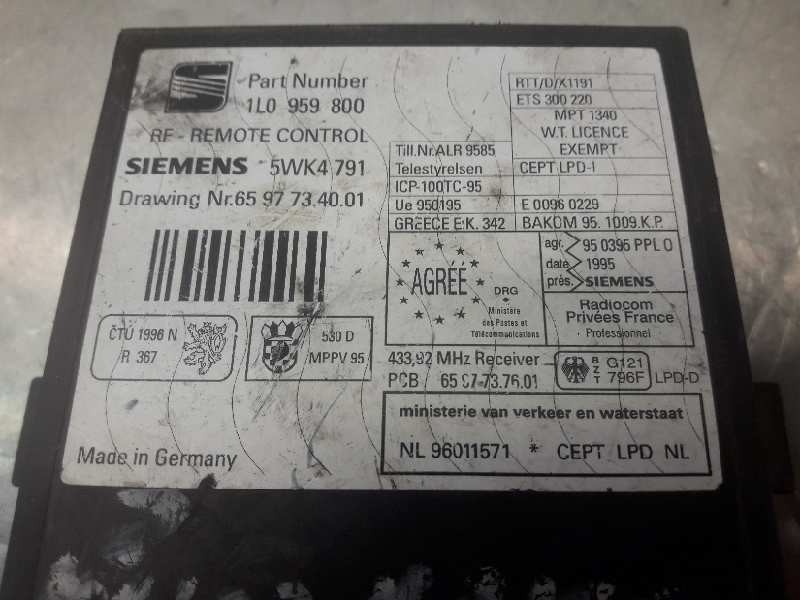 Part Number
1L0 959 800
RF - REMOTE CONTROL
SIEMENS 5WK4 791
Drawing Nr.65 97 73.40.01
RTT/D/X1191
ETS 300 220
MPT 1340
W.T. LICENCE
EXEMPT
Till.Nr.ALR 9585
Telestyrelsen
CEPT LPD-I
ICP-100TC-95
Ue 950195
E 0096 0229
GREECE E.K. 342
BAKOM 95. 1009.K.P.
AGRÉE
DRG
Ministère
des Postes et
Télécommunications
agr. 95 0396 PPL 0
date 1995
prés. SIEMENS
Radiocom
Privées France
- Professionnel
ČTÚ 1996 N
R 367
530 D
MPPV 95
433,92 MHz Receiver
PCB 65 97-73.76.01
BZT
G121
796F
LPD-D
ministerie van verkeer en waterstaat
NL 96011571 * CEPT LPD NL
Made in Germany